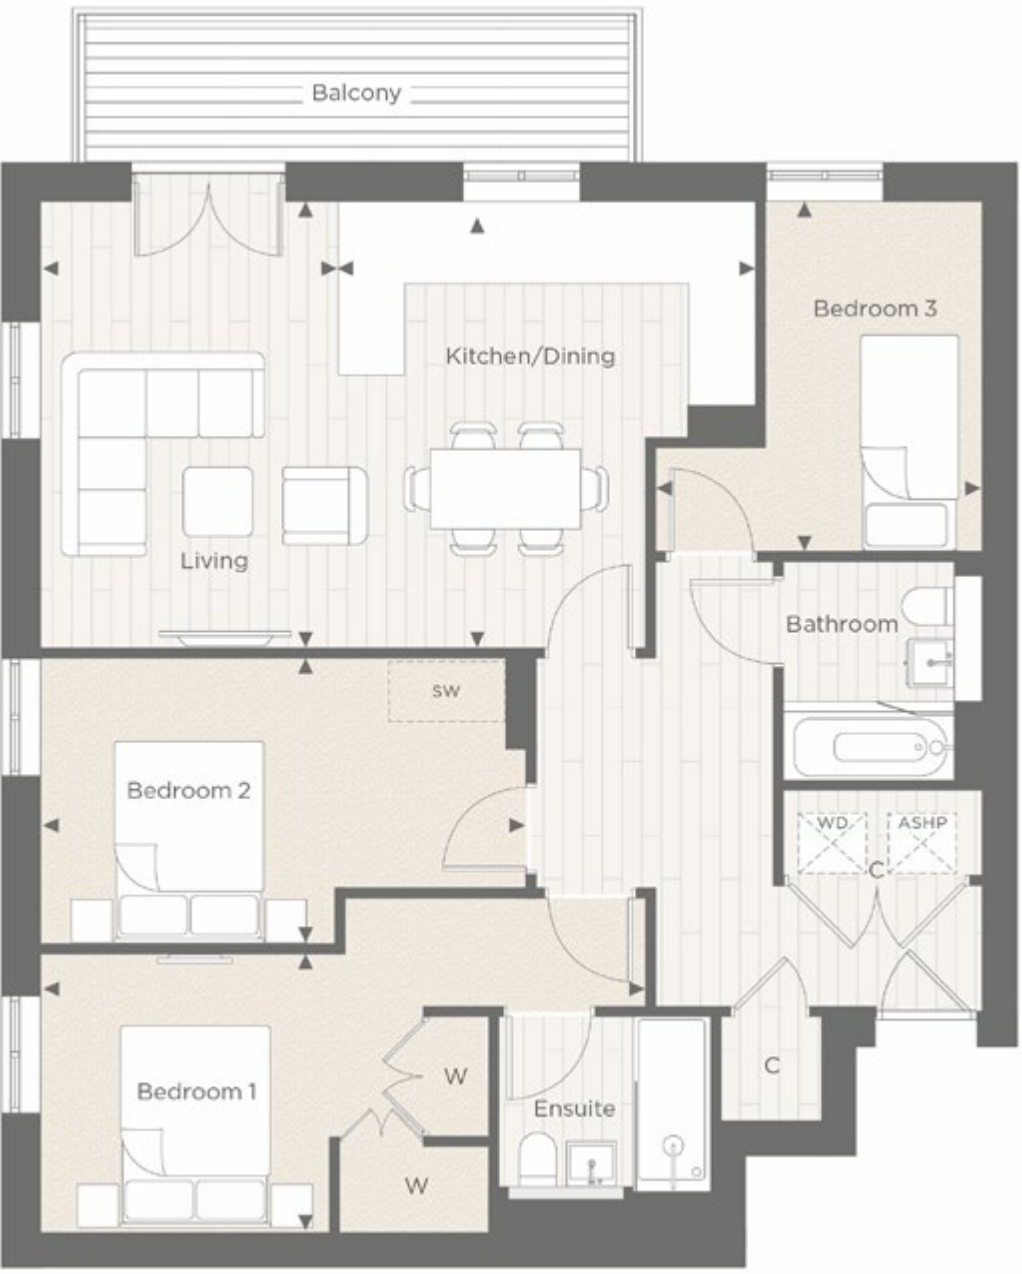 Balcony
Bedroom 3
Kitchen/Dining
Living
Bathroom
SW
Bedroom 2
WD
ASHP
C
Bedroom 1
W
C
Ensuite
W